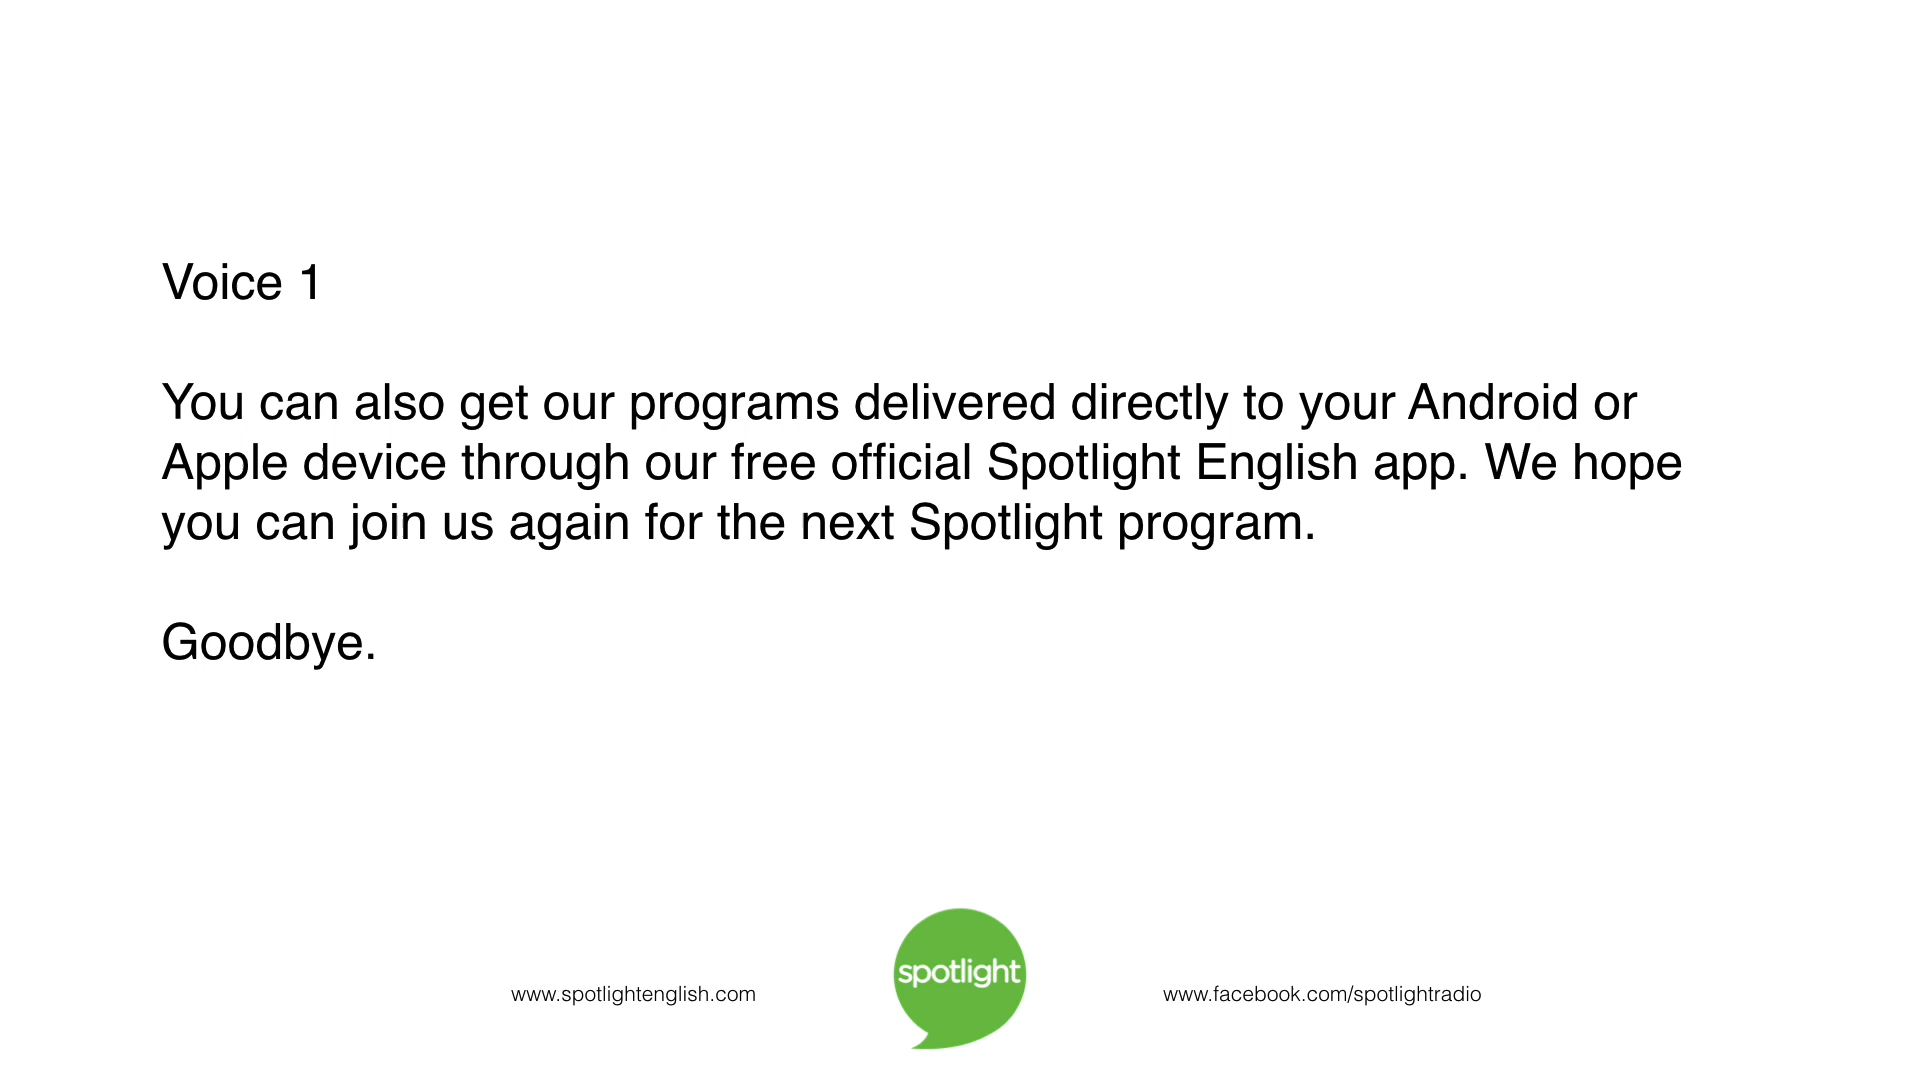 Voice 1
You can also get our programs delivered directly to your Android or
Apple device through our free official Spotlight English app. We hope
you can join us again for the next Spotlight program.
Goodbye.
www.spotlightenglish.com
spotlight
www.facebook.com/spotlightradio